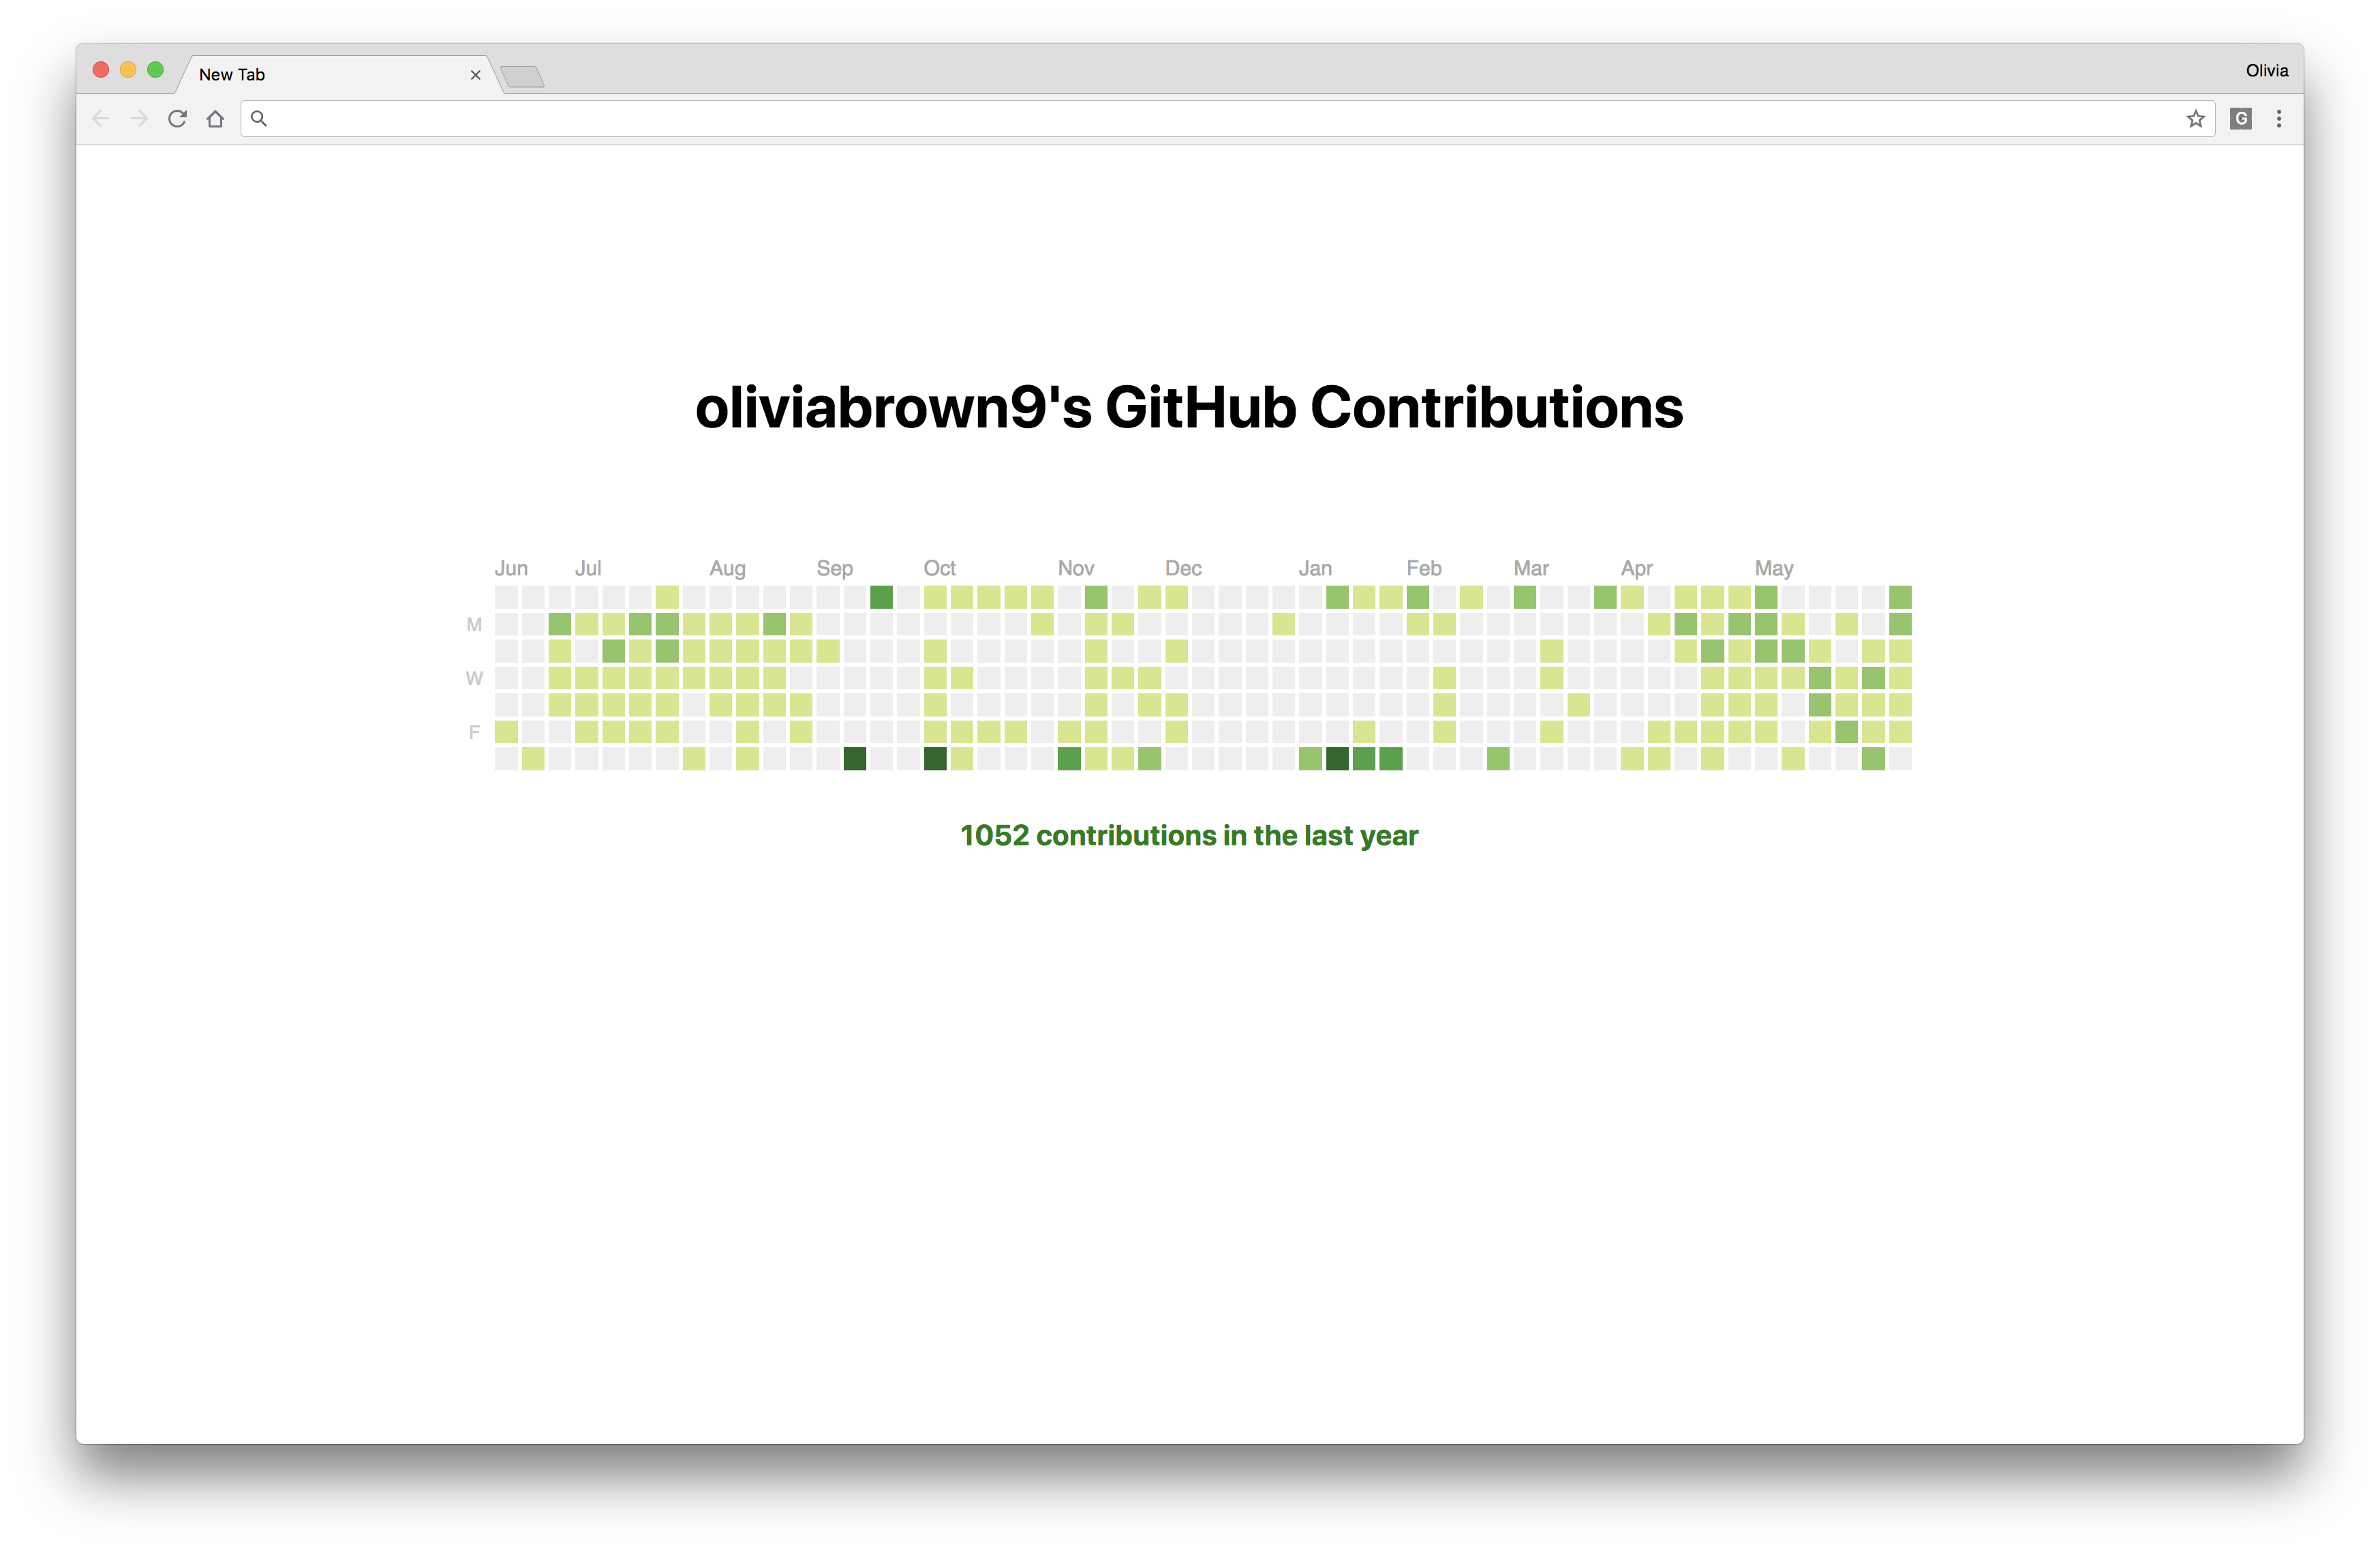 New Tab
Olivia
G
oliviabrown9's GitHub Contributions
Jun Jul Aug Sep Oct Nov Dec Jan Feb Mar Apr May
M
W
F
1052 contributions in the last year